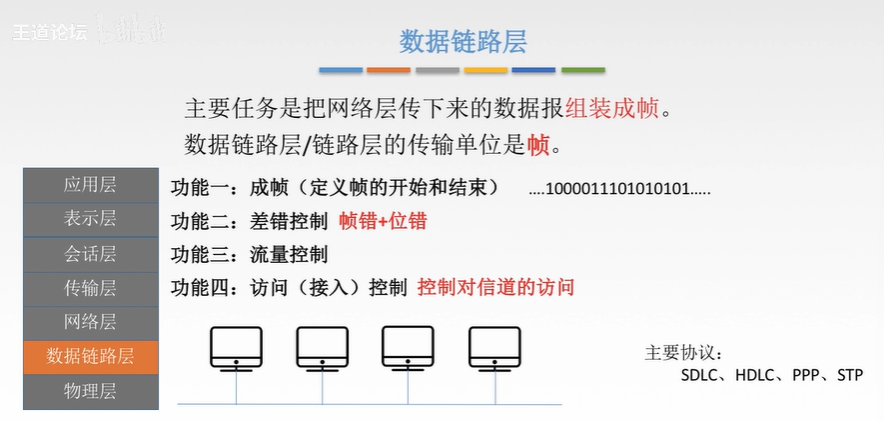 王道论坛
数据链路层
主要任务是把网络层传下来的数据报组装成帧。
数据链路层/链路层的传输单位是帧。
应用层
表示层
会话层
传输层
网络层
数据链路层
物理层
功能一：成帧（定义帧的开始和结束） ....1000011101010101.....
功能二：差错控制 帧错+位错
功能三：流量控制
功能四：访问（接入）控制 控制对信道的访问
主要协议：
SDLC、HDLC、PPP、STP